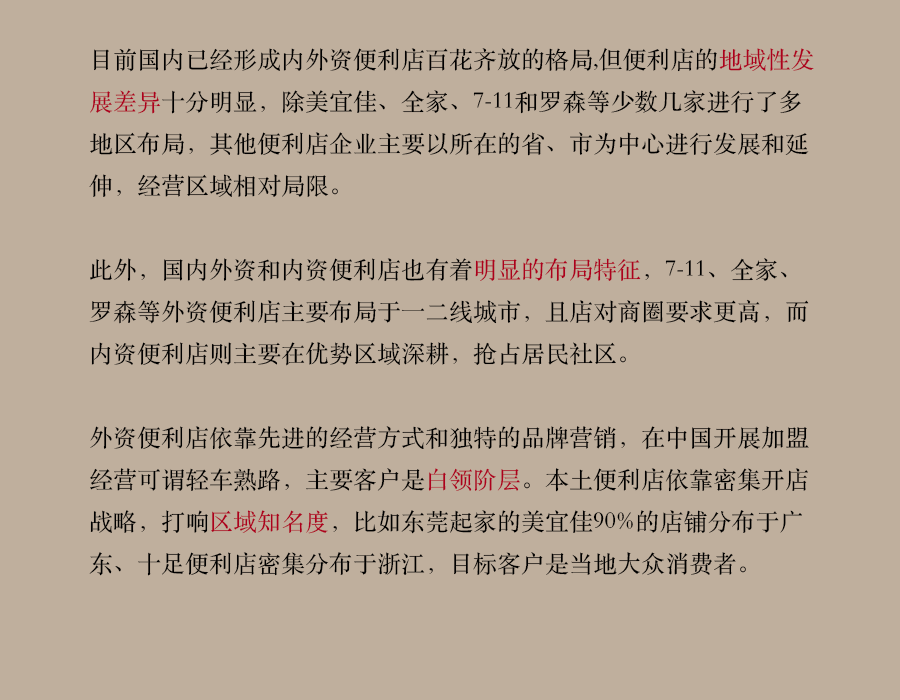 目前国内已经形成内外资便利店百花齐放的格局,但便利店的地域性发
展差异十分明显，除美宜佳、全家、7-11和罗森等少数几家进行了多
地区布局，其他便利店企业主要以所在的省、市为中心进行发展和延
伸，经营区域相对局限。
此外，国内外资和内资便利店也有着明显的布局特征，7-11、全家、
罗森等外资便利店主要布局于一二线城市，且店对商圈要求更高，而
内资便利店则主要在优势区域深耕，抢占居民社区。
外资便利店依靠先进的经营方式和独特的品牌营销，在中国开展加盟
经营可谓轻车熟路，主要客户是白领阶层。本土便利店依靠密集开店
战略，打响区域知名度，比如东莞起家的美宜佳90%的店铺分布于广
东、十足便利店密集分布于浙江，目标客户是当地大众消费者。